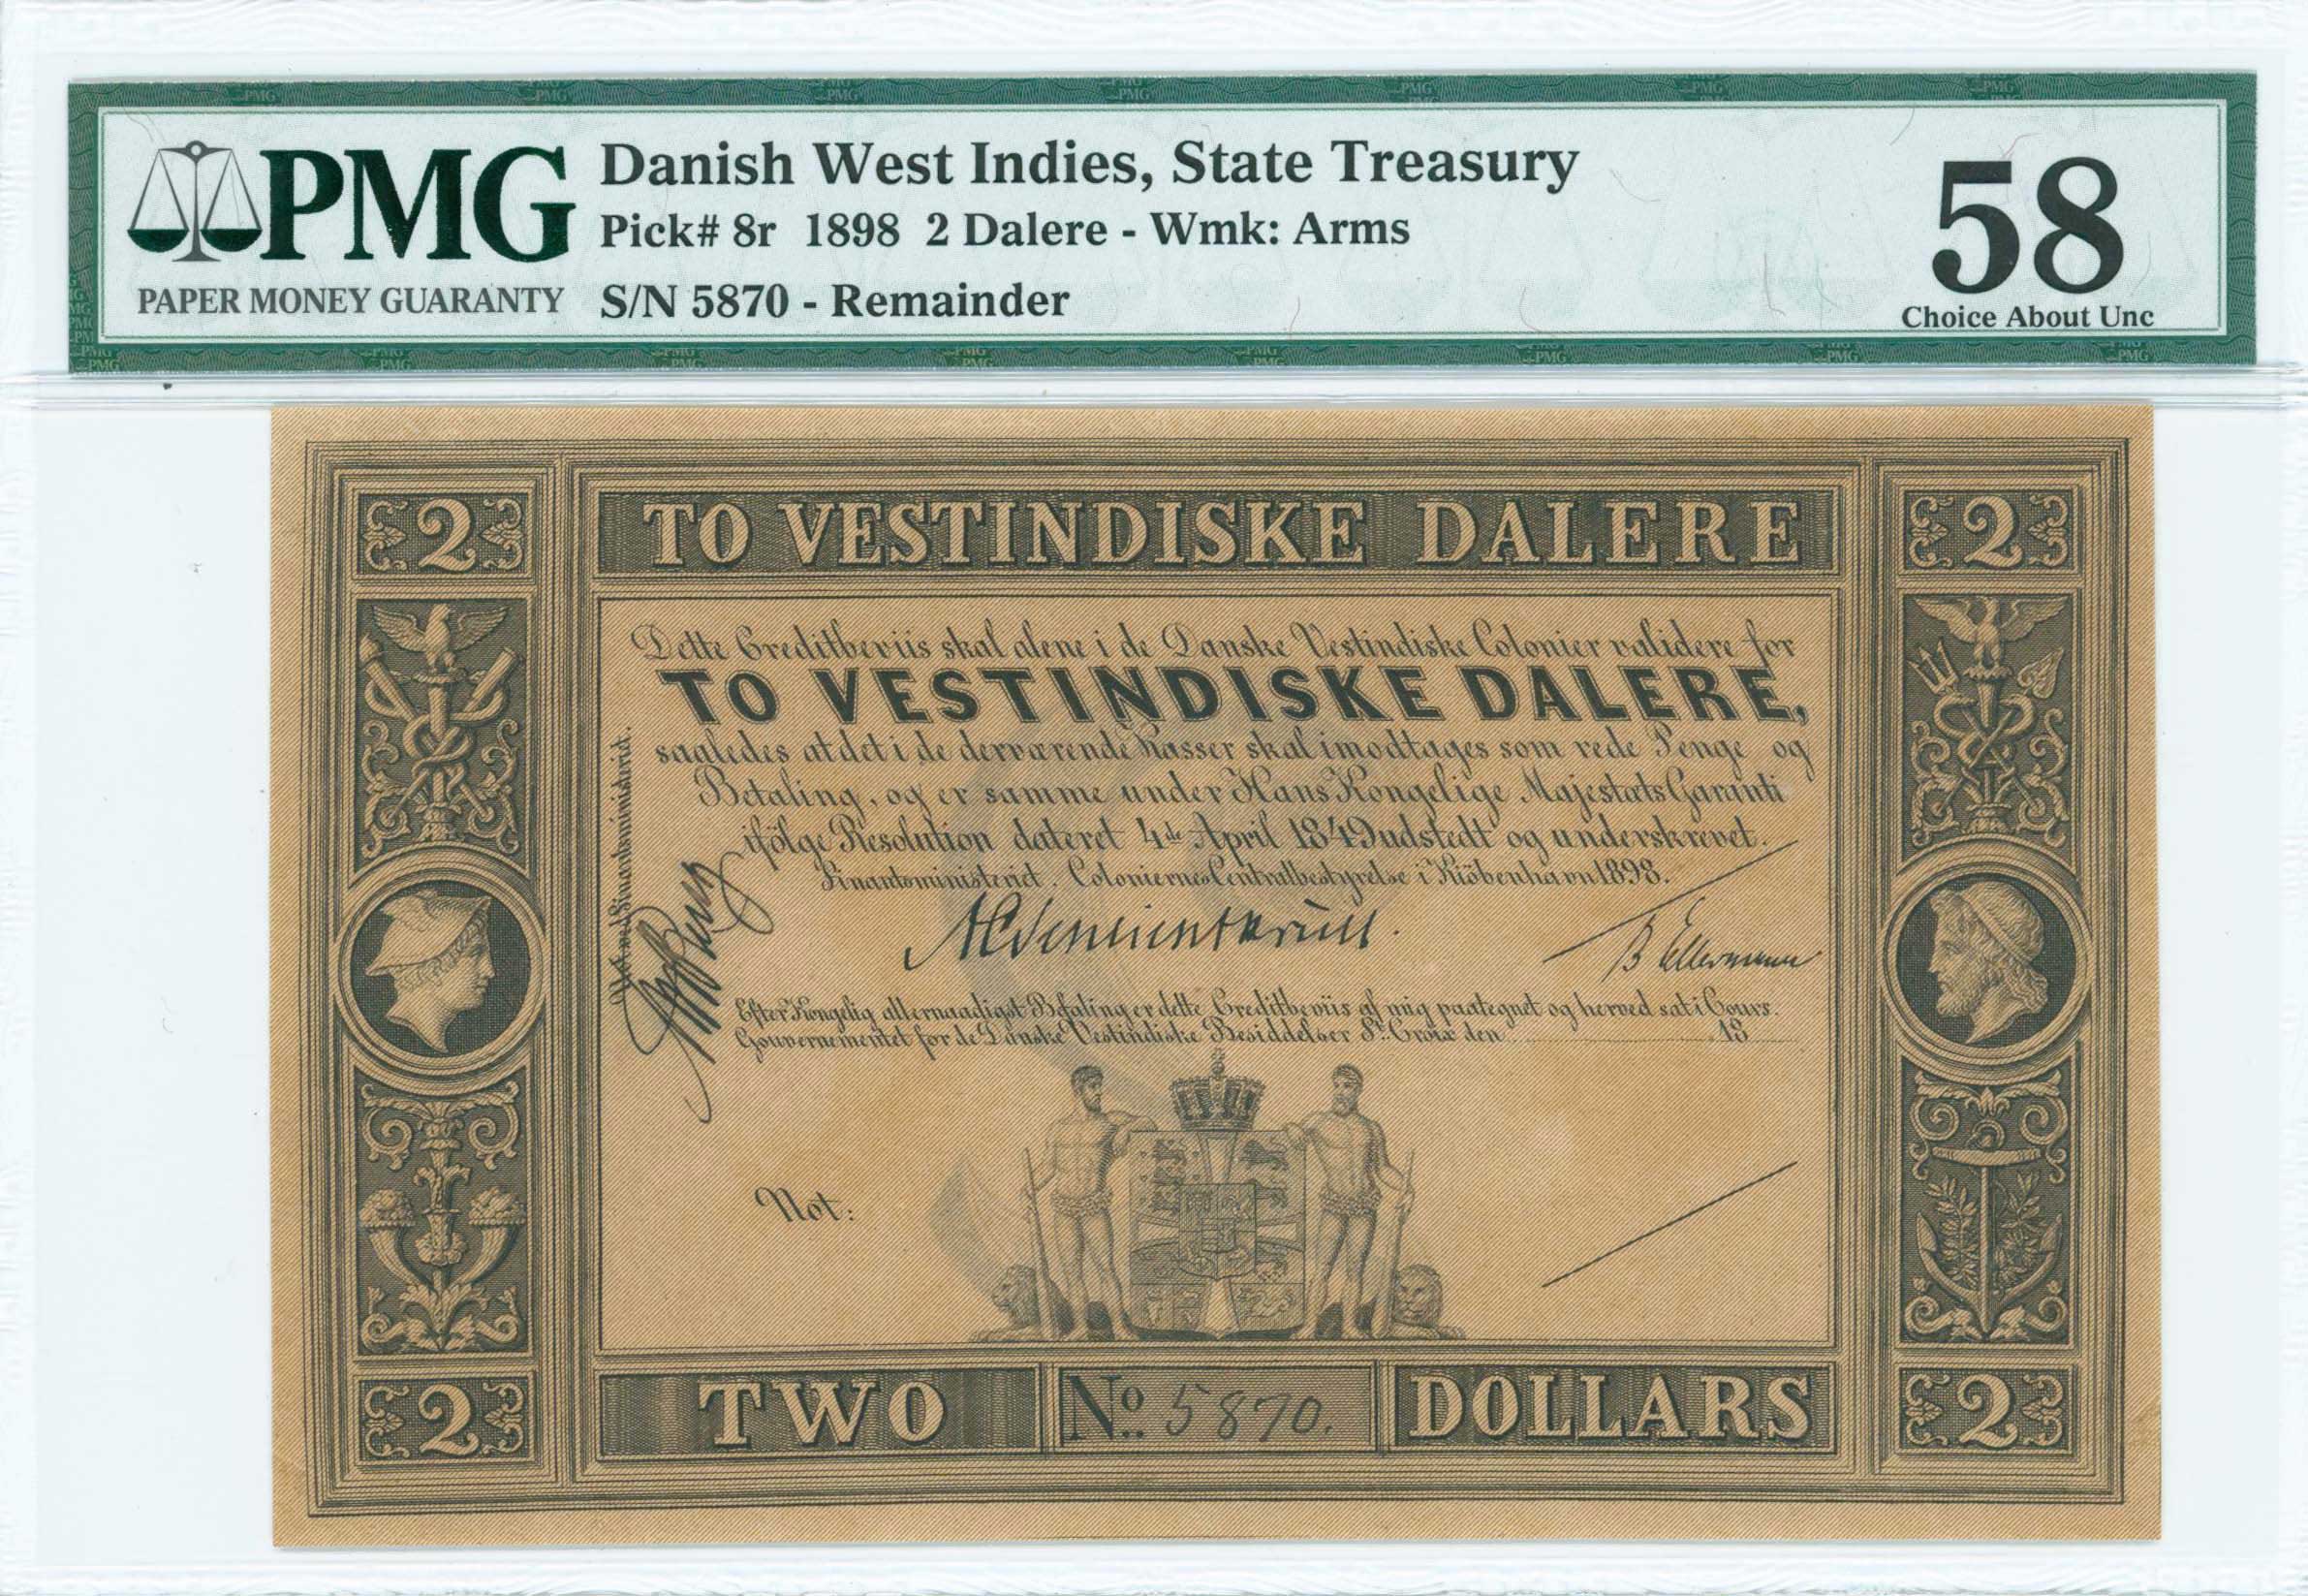 PMG
PAPER MONEY GUARANTY
Danish West Indies, State Treasury
Pick# 8r 1898 2 Dalere - Wmk: Arms
S/N 5870 - Remainder
58
Choice About Unc
2 TO VESTINDISKE DALERE 2
Dette Creditbeviis skal alene i de Danske Vestindiske Colonier validere for
TO VESTINDISKE DALERE,
saaledes at det i de derværende Kasser skal imodtages som rede Penge og
Betaling, og er samme under Hans Kongelige Majestæts Garanti
ifölge Resolution dateret 4de April 1849 udstedt og underskrevet.
Finantsministeriet. Coloniernes Centralbestyrelse i Kiöbenhavn 1898.
B Ellermann
Efter Kongelig allernaadigst Befaling er dette Creditbeviis af mig paategnet og herved sat i Cours.
Gouvernementet for de Danske Vestindiske Besiddelser St. Croix den 18
Not:
2 TWO No. 5870. DOLLARS 2